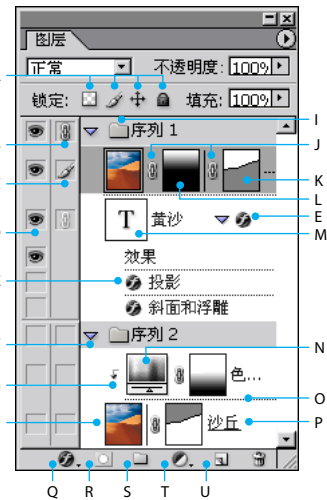 图层
正常 不透明度: 100%
锁定: 填充: 100%
序列 1 I
J
K
L
T 黄沙 E
M
效果
投影
斜面和浮雕
序列 2
N
色...
O
沙丘 P
Q R S T U